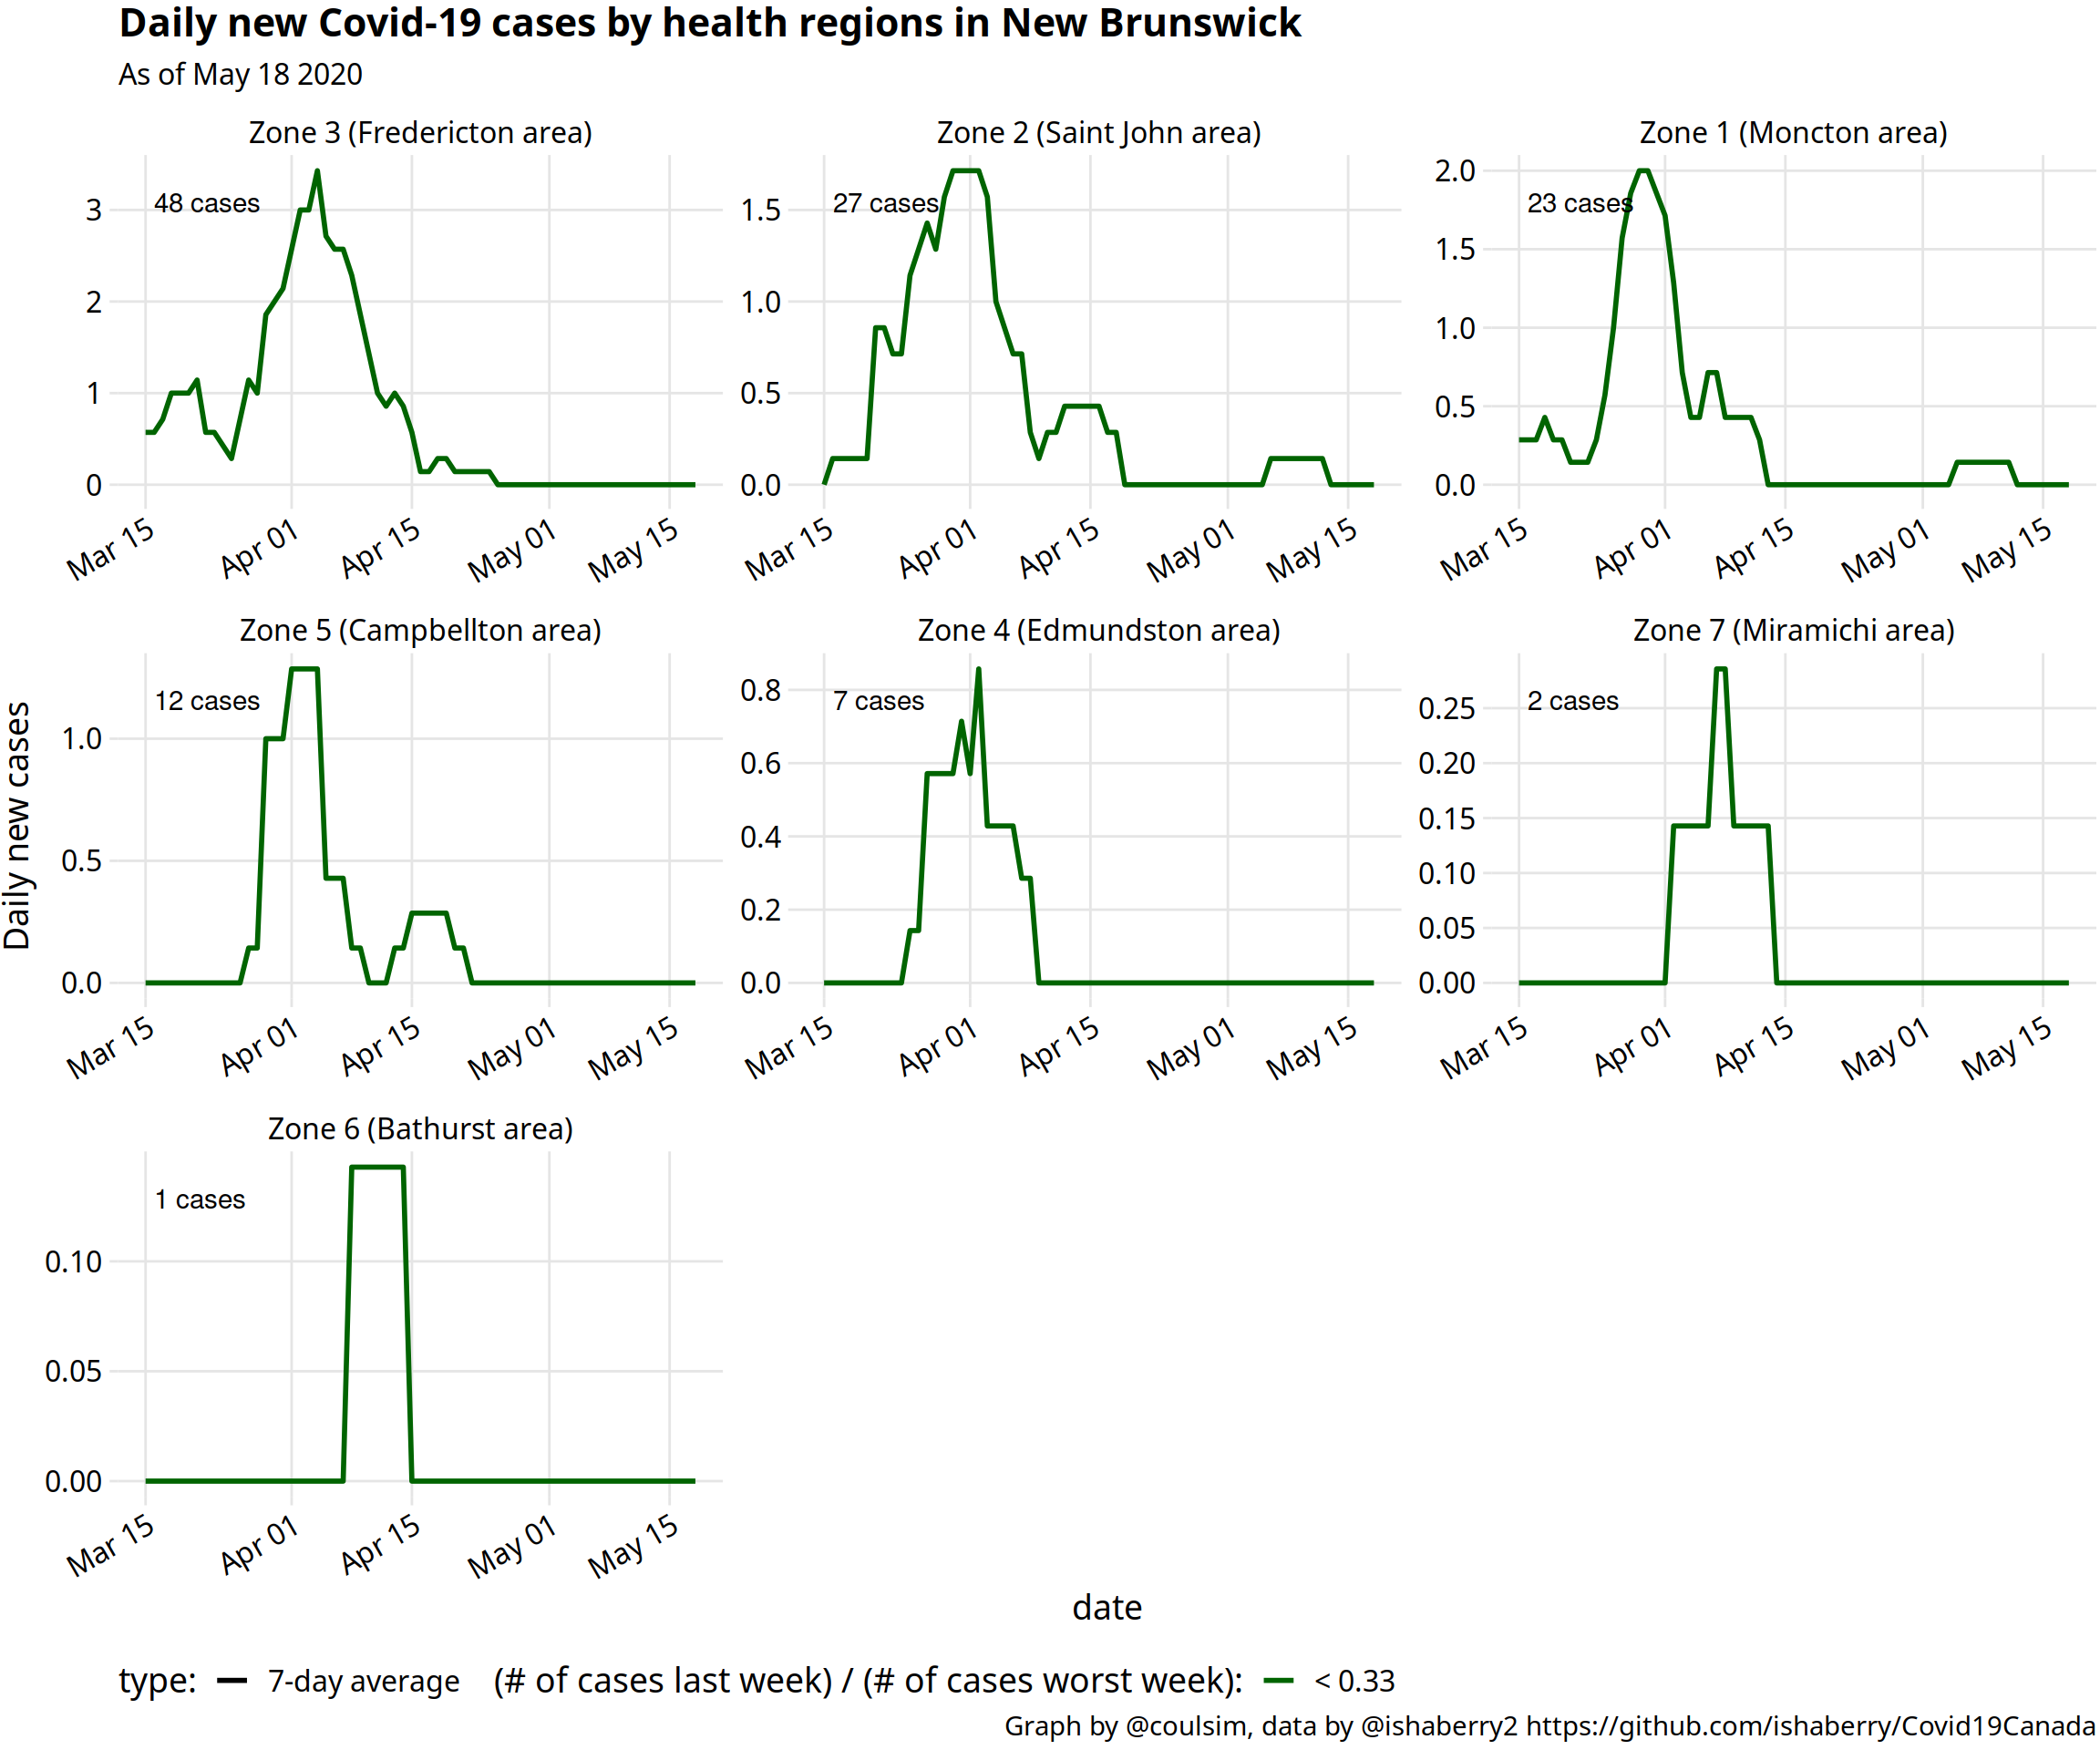 Daily new Covid-19 cases by health regions in New Brunswick
As of May 18 2020
Zone 3 (Fredericton area)
48 cases
3
2
1
0
Mar 15 Apr 01 Apr 15 May 01 May 15
Zone 2 (Saint John area)
27 cases
1.5
1.0
0.5
0.0
Mar 15 Apr 01 Apr 15 May 01 May 15
Zone 1 (Moncton area)
23 cases
2.0
1.5
1.0
0.5
0.0
Mar 15 Apr 01 Apr 15 May 01 May 15
Daily new cases
Zone 5 (Campbellton area)
12 cases
1.0
0.5
0.0
Mar 15 Apr 01 Apr 15 May 01 May 15
Zone 4 (Edmundston area)
7 cases
0.8
0.6
0.4
0.2
0.0
Mar 15 Apr 01 Apr 15 May 01 May 15
Zone 7 (Miramichi area)
2 cases
0.25
0.20
0.15
0.10
0.05
0.00
Mar 15 Apr 01 Apr 15 May 01 May 15
Zone 6 (Bathurst area)
1 cases
0.10
0.05
0.00
Mar 15 Apr 01 Apr 15 May 01 May 15
date
type: 7-day average (# of cases last week) / (# of cases worst week): < 0.33
Graph by @coulsim, data by @ishaberry2 https://github.com/ishaberry/Covid19Canada